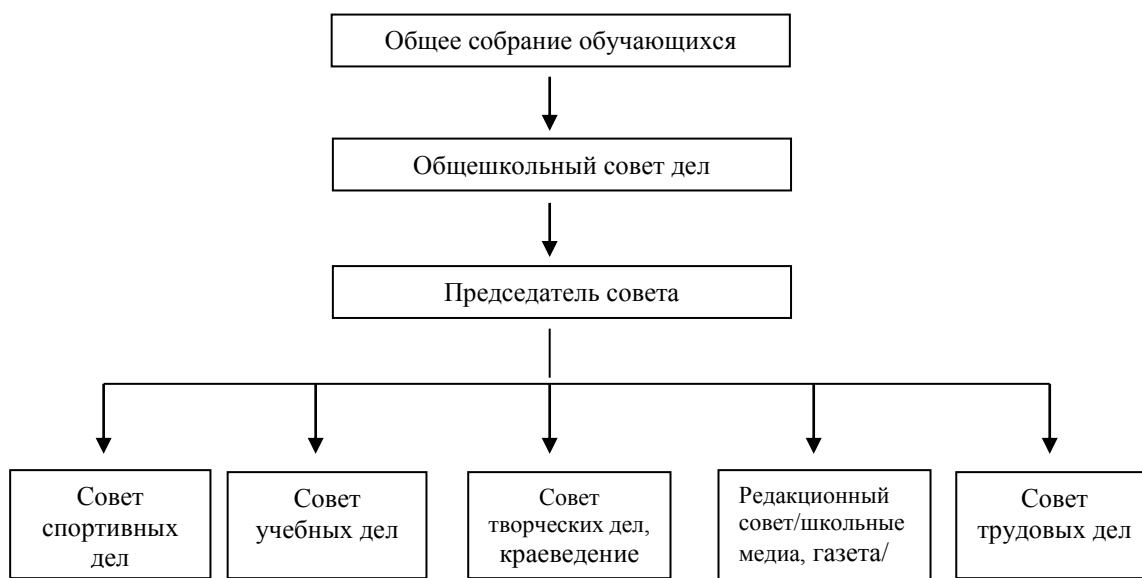 Общее собрание обучающихся
Общешкольный совет дел
Председатель совета
Совет
спортивных
дел
Совет
учебных дел
Совет
творческих дел,
краеведение
Редакционный
совет/школьные
медиа, газета/
Совет
трудовых дел